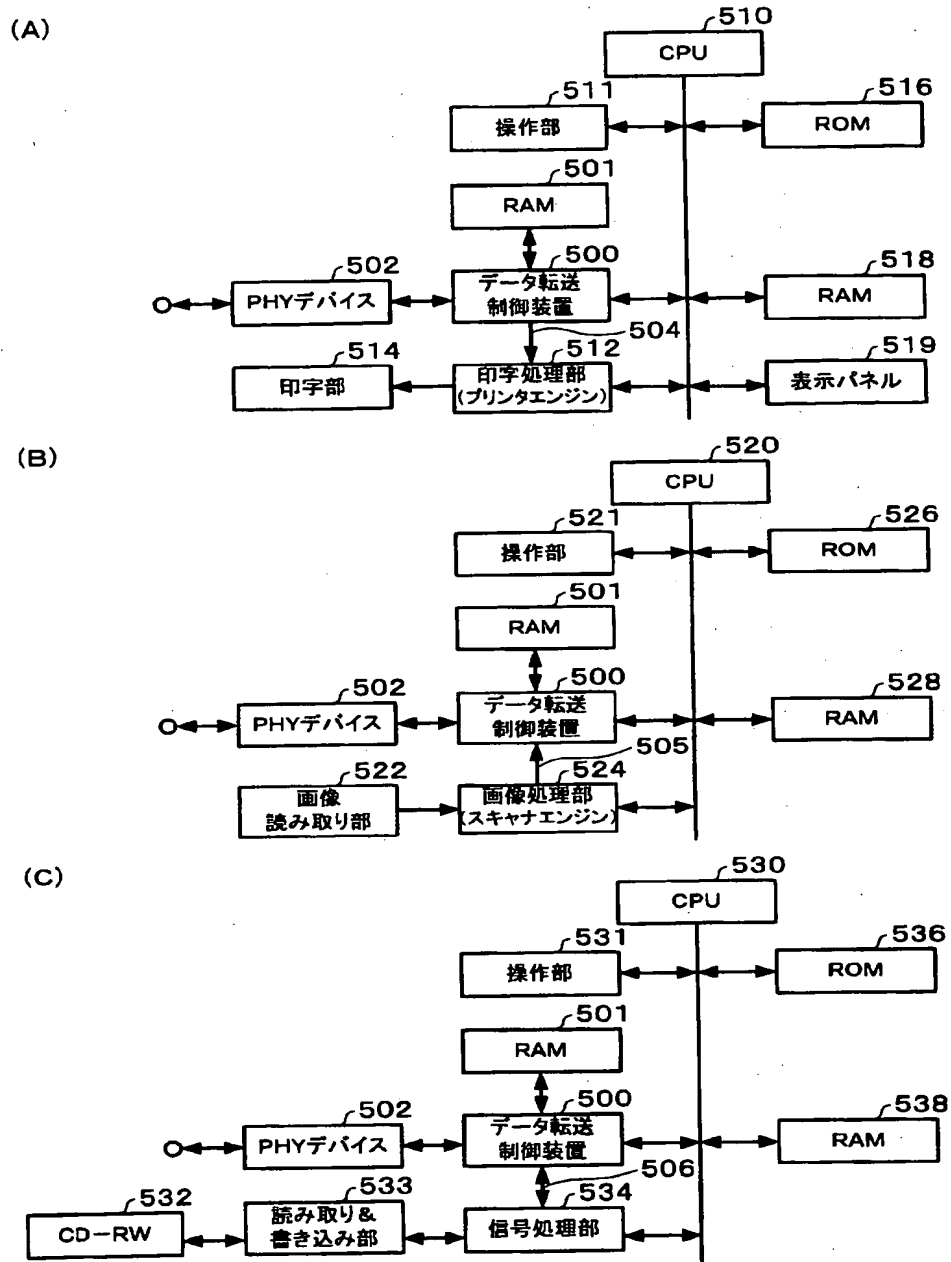 (A)
510
CPU
511
操作部
516
ROM
501
RAM
502
PHYデバイス
500
データ転送
制御装置
518
RAM
504
514
印字部
512
印字処理部
(プリンタエンジン)
519
表示パネル
(B)
520
CPU
521
操作部
526
ROM
501
RAM
502
PHYデバイス
500
データ転送
制御装置
528
RAM
505
522
画像
読み取り部
524
画像処理部
(スキャナエンジン)
(C)
530
CPU
531
操作部
536
ROM
501
RAM
502
PHYデバイス
500
データ転送
制御装置
538
RAM
506
532
CD-RW
533
読み取り&
書き込み部
534
信号処理部